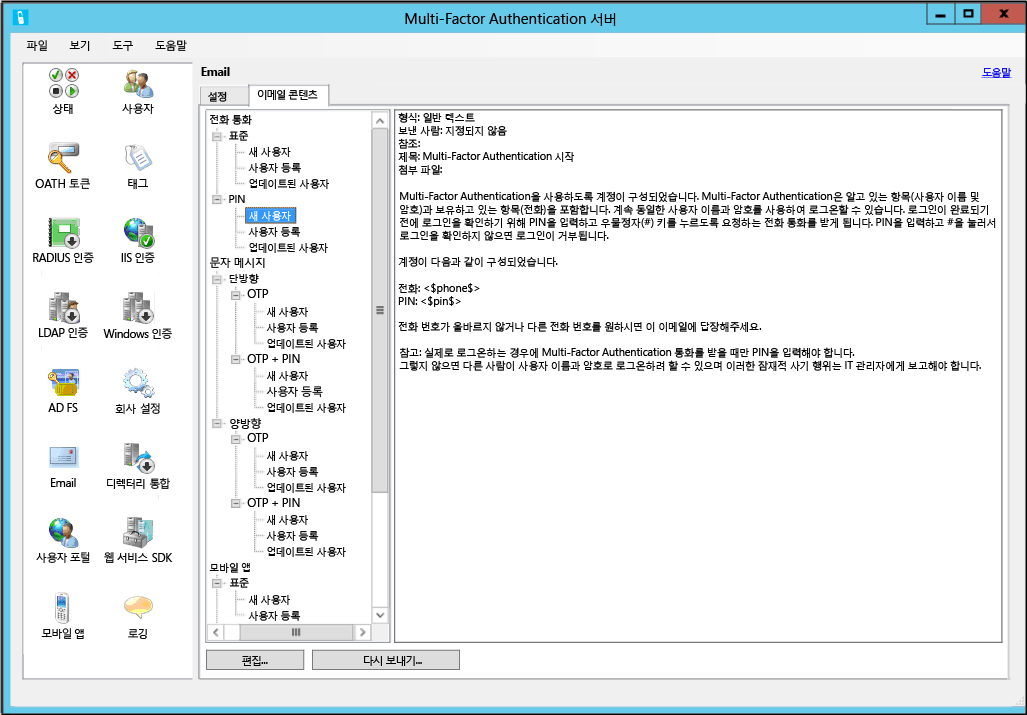 Multi-Factor Authentication 서버
파일 보기 도구 도움말
상태 사용자
OATH 토큰 태그
RADIUS 인증 IIS 인증
LDAP 인증 Windows 인증
AD FS 회사 설정
Email 디렉터리 통합
사용자 포털 웹 서비스 SDK
모바일 앱 로깅
Email 도움말
설정 이메일 콘텐츠
전화 통화
표준
새 사용자
사용자 등록
업데이트된 사용자
PIN
새 사용자
사용자 등록
업데이트된 사용자
문자 메시지
단방향
OTP
새 사용자
사용자 등록
업데이트된 사용자
OTP + PIN
새 사용자
사용자 등록
업데이트된 사용자
양방향
OTP
새 사용자
사용자 등록
업데이트된 사용자
OTP + PIN
새 사용자
사용자 등록
업데이트된 사용자
모바일 앱
표준
새 사용자
사용자 등록
형식: 일반 텍스트
보낸 사람: 지정되지 않음
참조:
제목: Multi-Factor Authentication 시작
첨부 파일:
Multi-Factor Authentication을 사용하도록 계정이 구성되었습니다. Multi-Factor Authentication은 알고 있는 항목(사용자 이름 및
암호)과 보유하고 있는 항목(전화)을 포함합니다. 계속 동일한 사용자 이름과 암호를 사용하여 로그온할 수 있습니다. 로그인이 완료되기
전에 로그인을 확인하기 위해 PIN을 입력하고 우물정자(#) 키를 누르도록 요청하는 전화 통화를 받게 됩니다. PIN을 입력하고 #을 눌러서
로그인을 확인하지 않으면 로그인이 거부됩니다.
계정이 다음과 같이 구성되었습니다.
전화: <$phone$>
PIN: <$pin$>
전화 번호가 올바르지 않거나 다른 전화 번호를 원하시면 이 이메일에 답장해주세요.
참고: 실제로 로그온하는 경우에 Multi-Factor Authentication 통화를 받을 때만 PIN을 입력해야 합니다.
그렇지 않으면 다른 사람이 사용자 이름과 암호로 로그온하려 할 수 있으며 이러한 잠재적 사기 행위는 IT 관리자에게 보고해야 합니다.
편집... 다시 보내기...